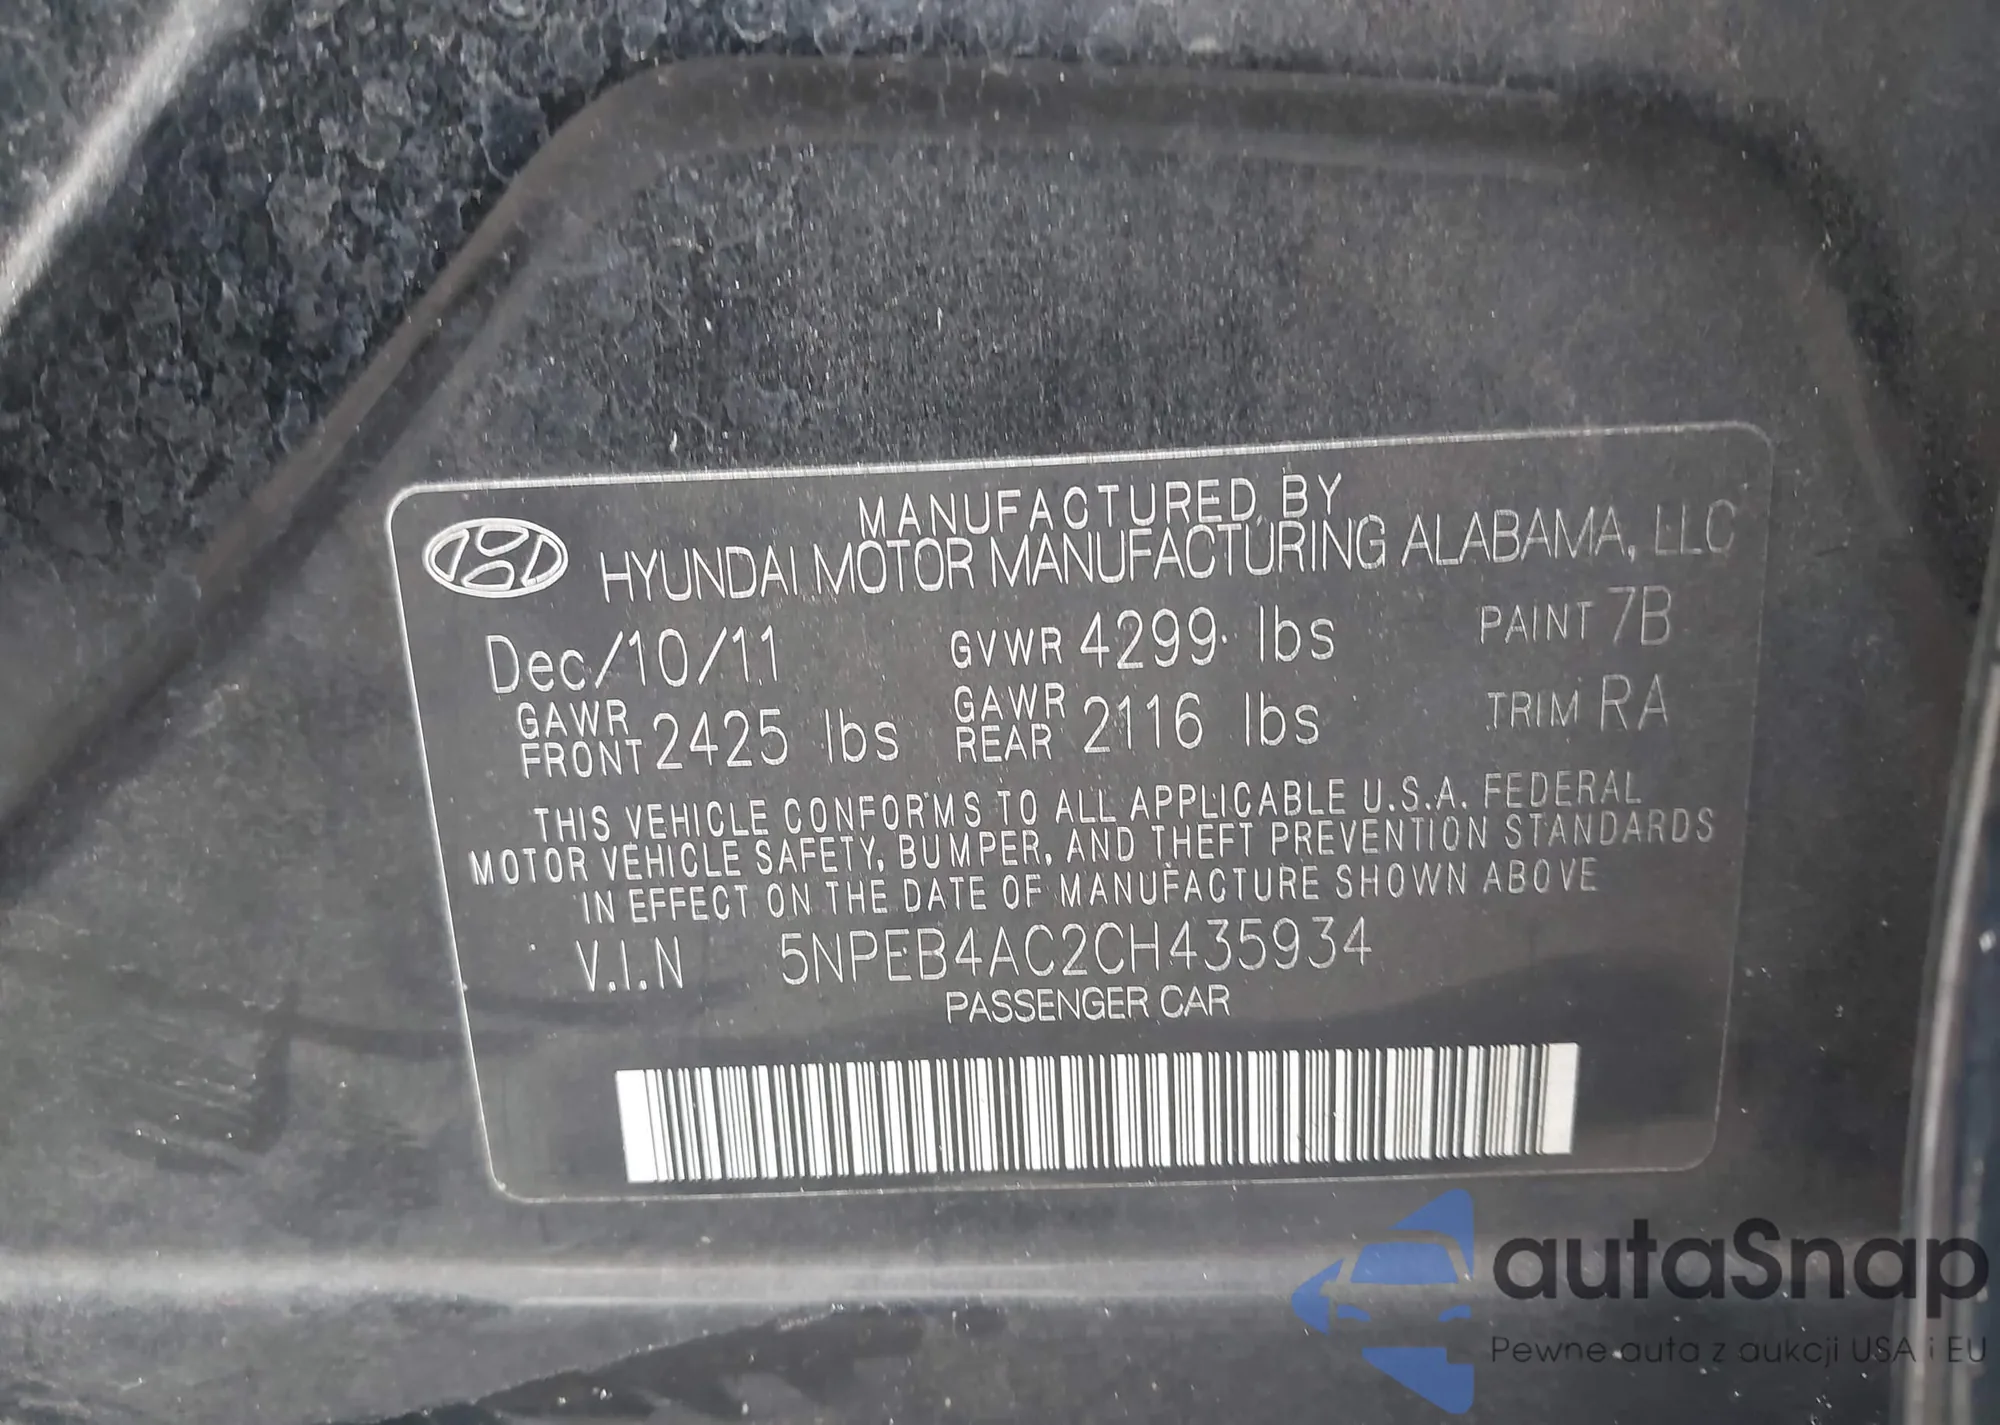 MANUFACTURED BY
HYUNDAI MOTOR MANUFACTURING ALABAMA, LLC
Dec/10/11 GVWR 4299 lbs PAINT 7B
GAWR FRONT 2425 lbs GAWR REAR 2116 lbs TRIM RA
THIS VEHICLE CONFORMS TO ALL APPLICABLE U.S.A. FEDERAL
MOTOR VEHICLE SAFETY, BUMPER, AND THEFT PREVENTION STANDARDS
IN EFFECT ON THE DATE OF MANUFACTURE SHOWN ABOVE
V.I.N 5NPEB4AC2CH435934
PASSENGER CAR
autaSnap
Pewne auta z aukcji USA i EU